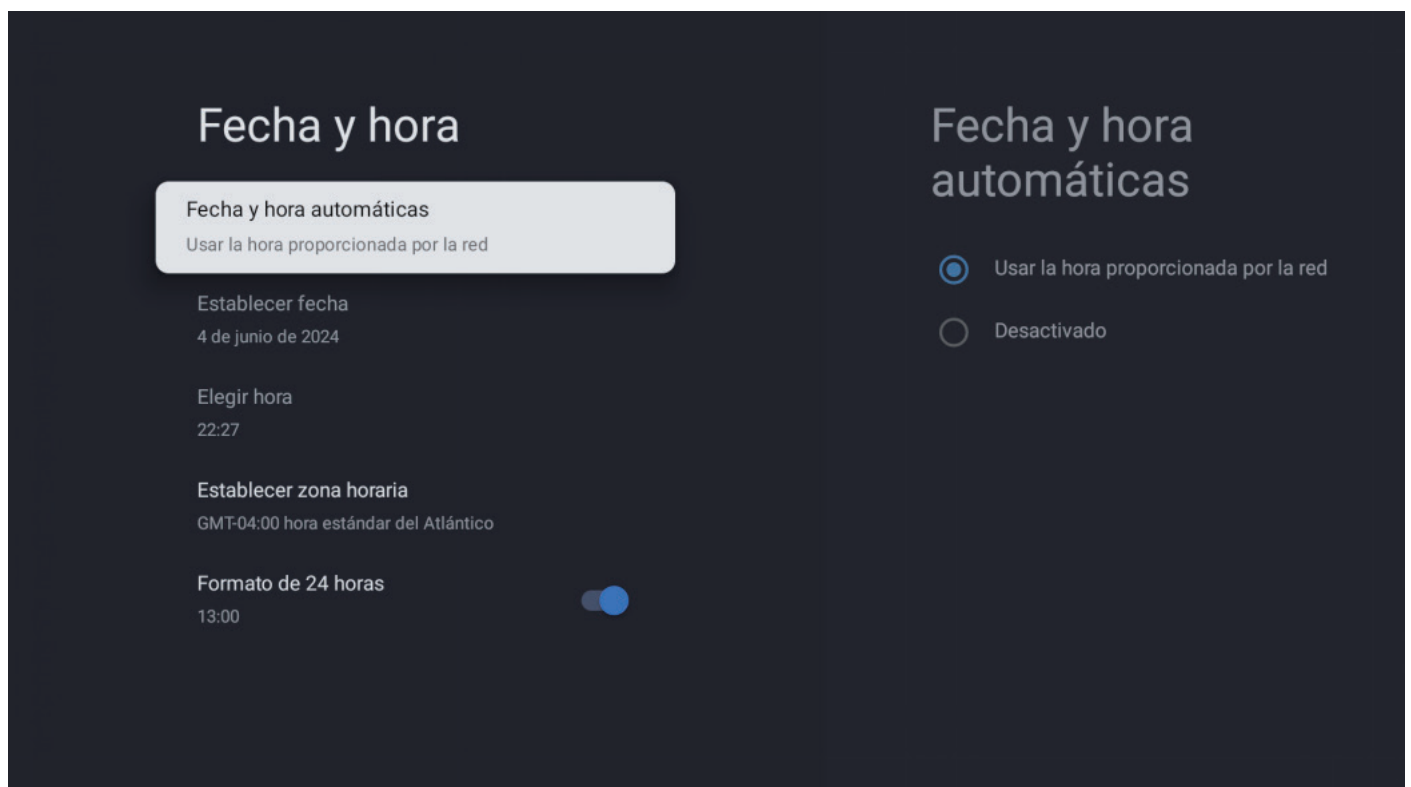 Fecha y hora
Fecha y hora automáticas
Usar la hora proporcionada por la red
Establecer fecha
4 de junio de 2024
Elegir hora
22:27
Establecer zona horaria
GMT-04:00 hora estándar del Atlántico
Formato de 24 horas
13:00
Fecha y hora
automáticas
Usar la hora proporcionada por la red
Desactivado